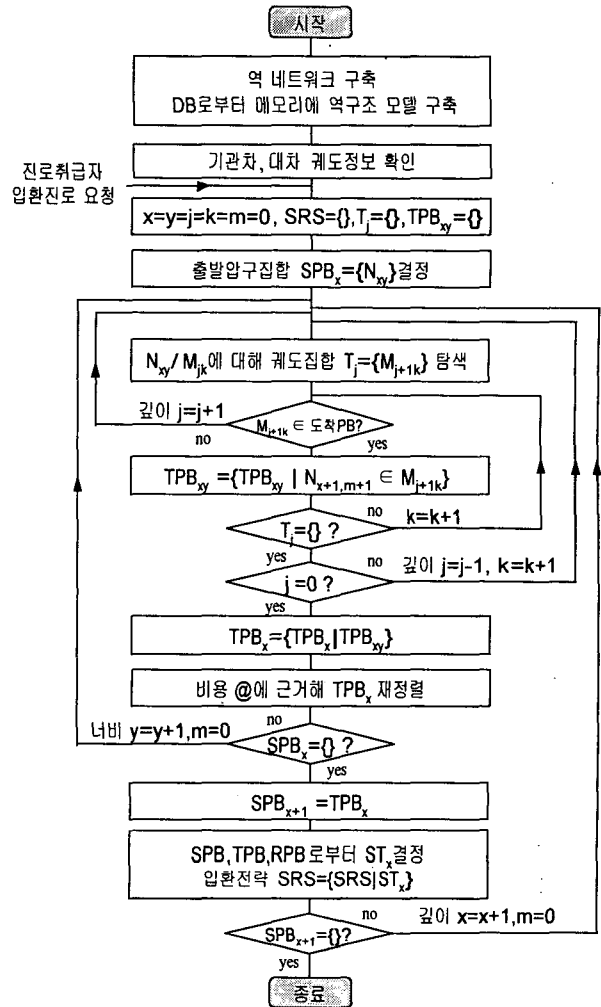 시작
역 네트워크 구축
DB로부터 메모리에 역구조 모델 구축
기관차, 대차 궤도정보 확인
진로취급자
입환진로 요청
x=y=j=k=m=0, SRS={},T_j={},TPB_xy={}
출발압구집합 SPB_x={N_xy}결정
N_xy/M_jk에 대해 궤도집합 T_j={M_j+1k} 탐색
깊이 j=j+1
M_j+1k ∈ 도착PB?
no
yes
TPB_xy={TPB_xy | N_x+1,m+1 ∈ M_j+1k}
T_j={} ?
no
k=k+1
yes
j=0 ?
no
깊이 j=j-1, k=k+1
yes
TPB_x={TPB_x|TPB_xy}
비용 @에 근거해 TPB_x 재정렬
너비 y=y+1,m=0
no
SPB_x={} ?
yes
SPB_x+1=TPB_x
SPB,TPB,RPB로부터 ST_x결정
입환전략 SRS={SRS|ST_x}
SPB_x+1={}?
no
깊이 x=x+1,m=0
yes
종료